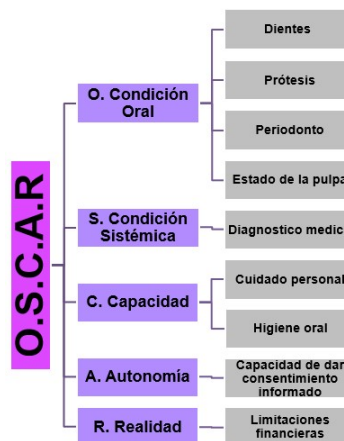 O.S.C.A.R
O. Condición
Oral
Dientes
Prótesis
Periodonto
Estado de la pulpa
S. Condición
Sistémica
Diagnostico medic
C. Capacidad
Cuidado personal
Higiene oral
A. Autonomía
Capacidad de dar
consentimiento
informado
R. Realidad
Limitaciones
financieras